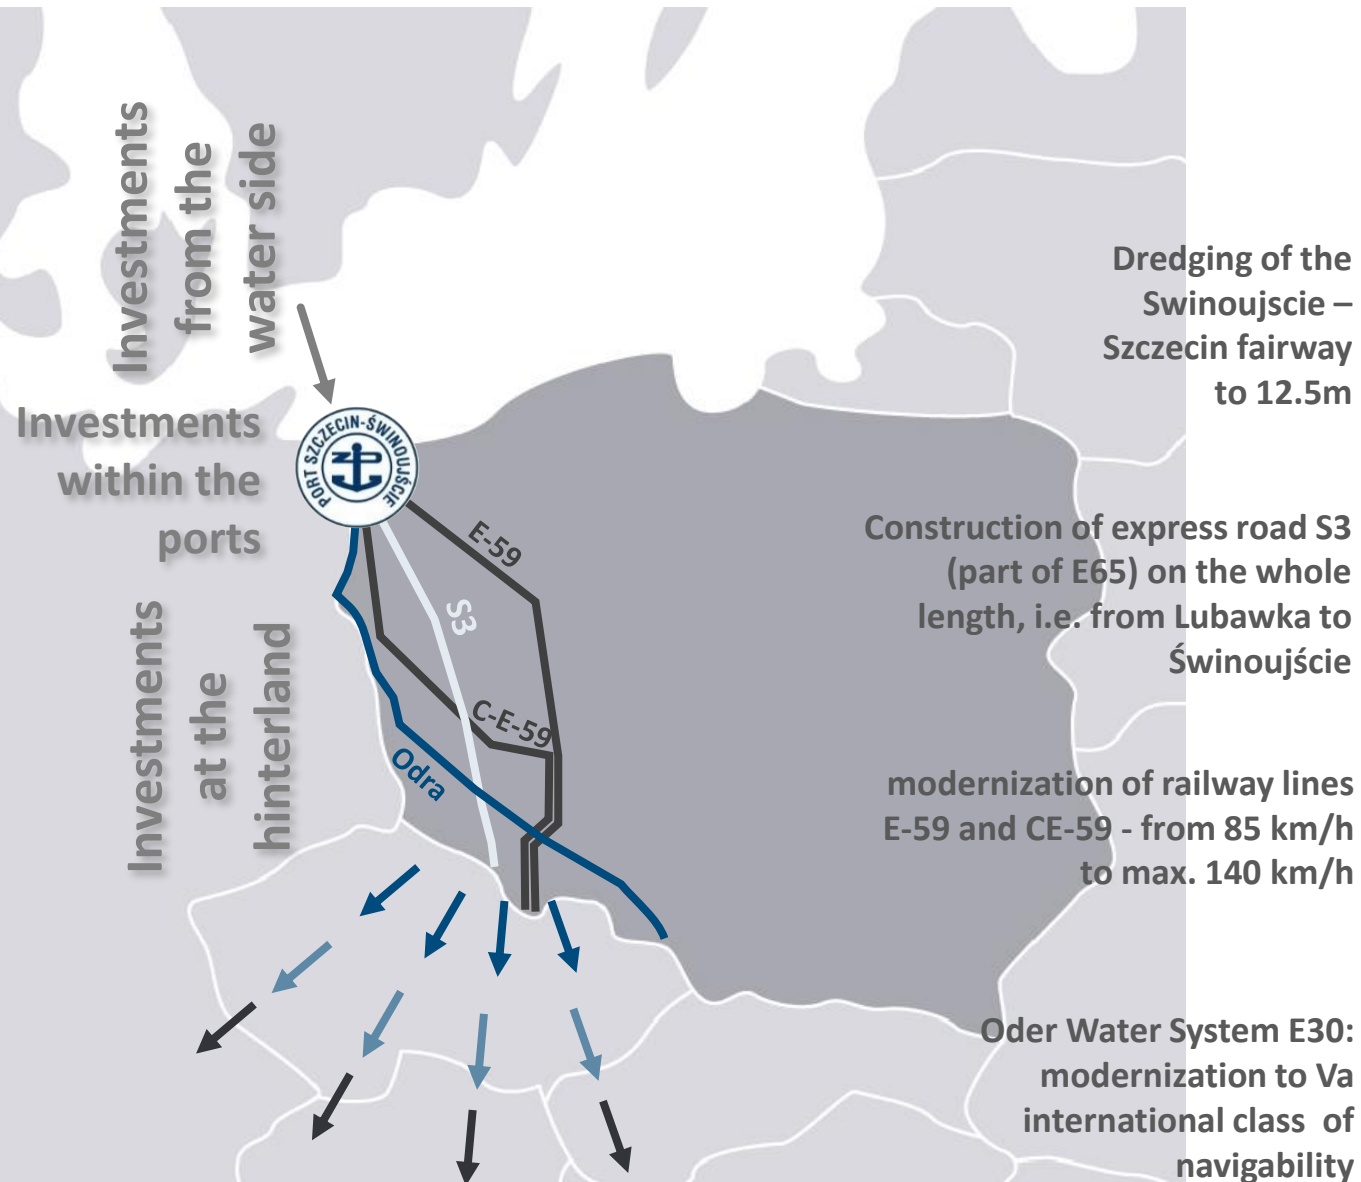 Investments
from the
water side
Investments
within the
ports
Investments
at the
hinterland
PORT SZCZECIN-ŚWINOUJŚCIE
ZP
E-59
S3
C-E-59
Odra
Dredging of the
Swinoujscie –
Szczecin fairway
to 12.5m
Construction of express road S3
(part of E65) on the whole
length, i.e. from Lubawka to
Świnoujście
modernization of railway lines
E-59 and CE-59 - from 85 km/h
to max. 140 km/h
Oder Water System E30:
modernization to Va
international class of
navigability